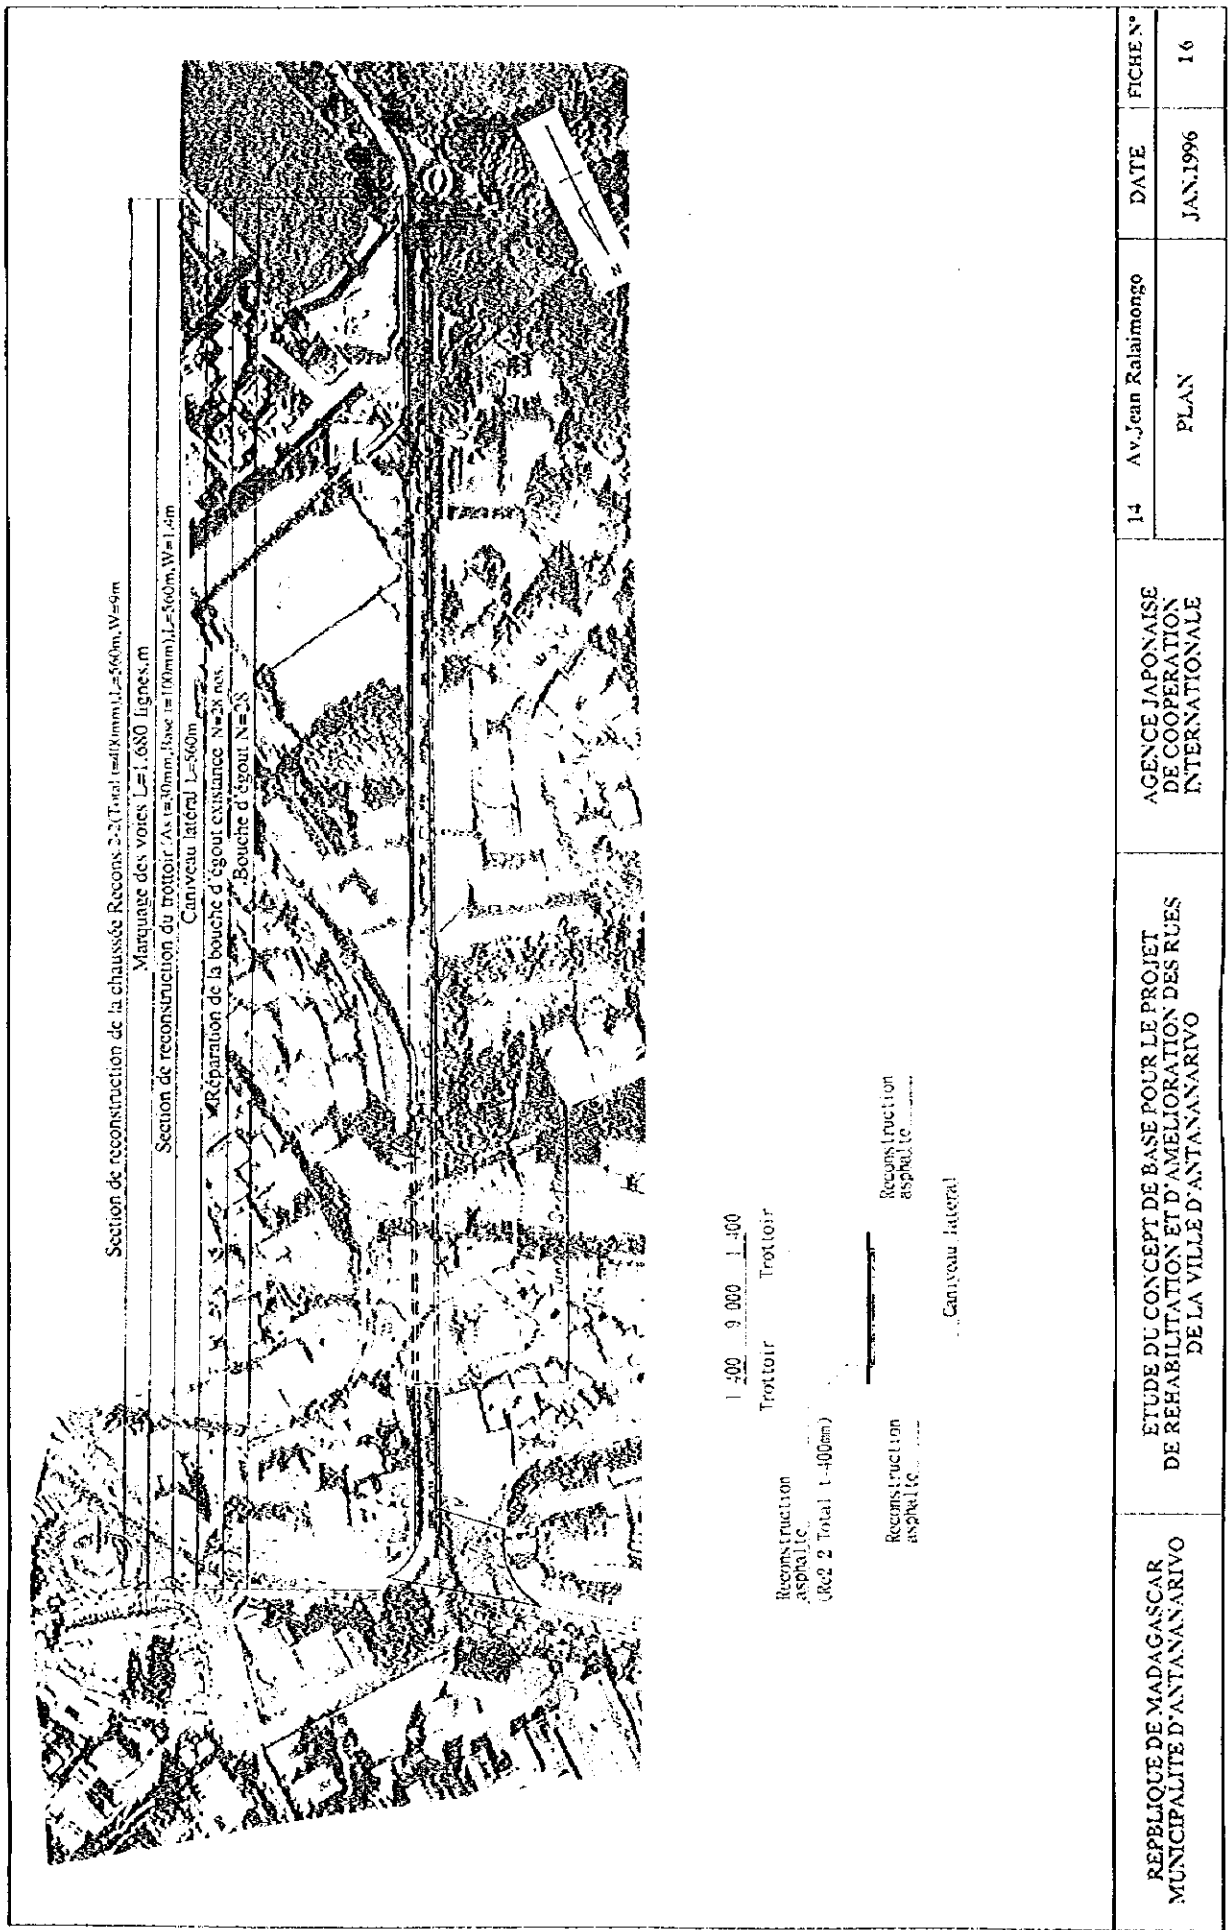 Section de reconstruction de la chaussée Recons.2-2(Total t=400mm),L=560m,W=9m
Marquage des voies L=1.680 lignes.m
Section de reconstruction du trottoir (As t=30mm,Base t=100mm),L=560m,W=1.4m
Caniveau latéral L=560m
Réparation de la bouche d'égout existance N=28 nos.
Bouche d'égout N=28
1 400 9 000 1 400
Trottoir Trottoir
Reconstruction
asphalte
(Re2 2 Total t=400mm)
Reconstruction
asphalte
Reconstruction
asphalte
Caniveau lateral
REPBLIQUE DE MADAGASCAR
MUNICIPALITE D'ANTANANARIVO
ETUDE DU CONCEPT DE BASE POUR LE PROJET
DE REHABILITATION ET D'AMELIORATION DES RUES
DE LA VILLE D'ANTANANARIVO
AGENCE JAPONAISE
DE COOPERATION
INTERNATIONALE
14 Av.Jean Ralaimongo
PLAN
DATE
JAN.1996
FICHE N°
16